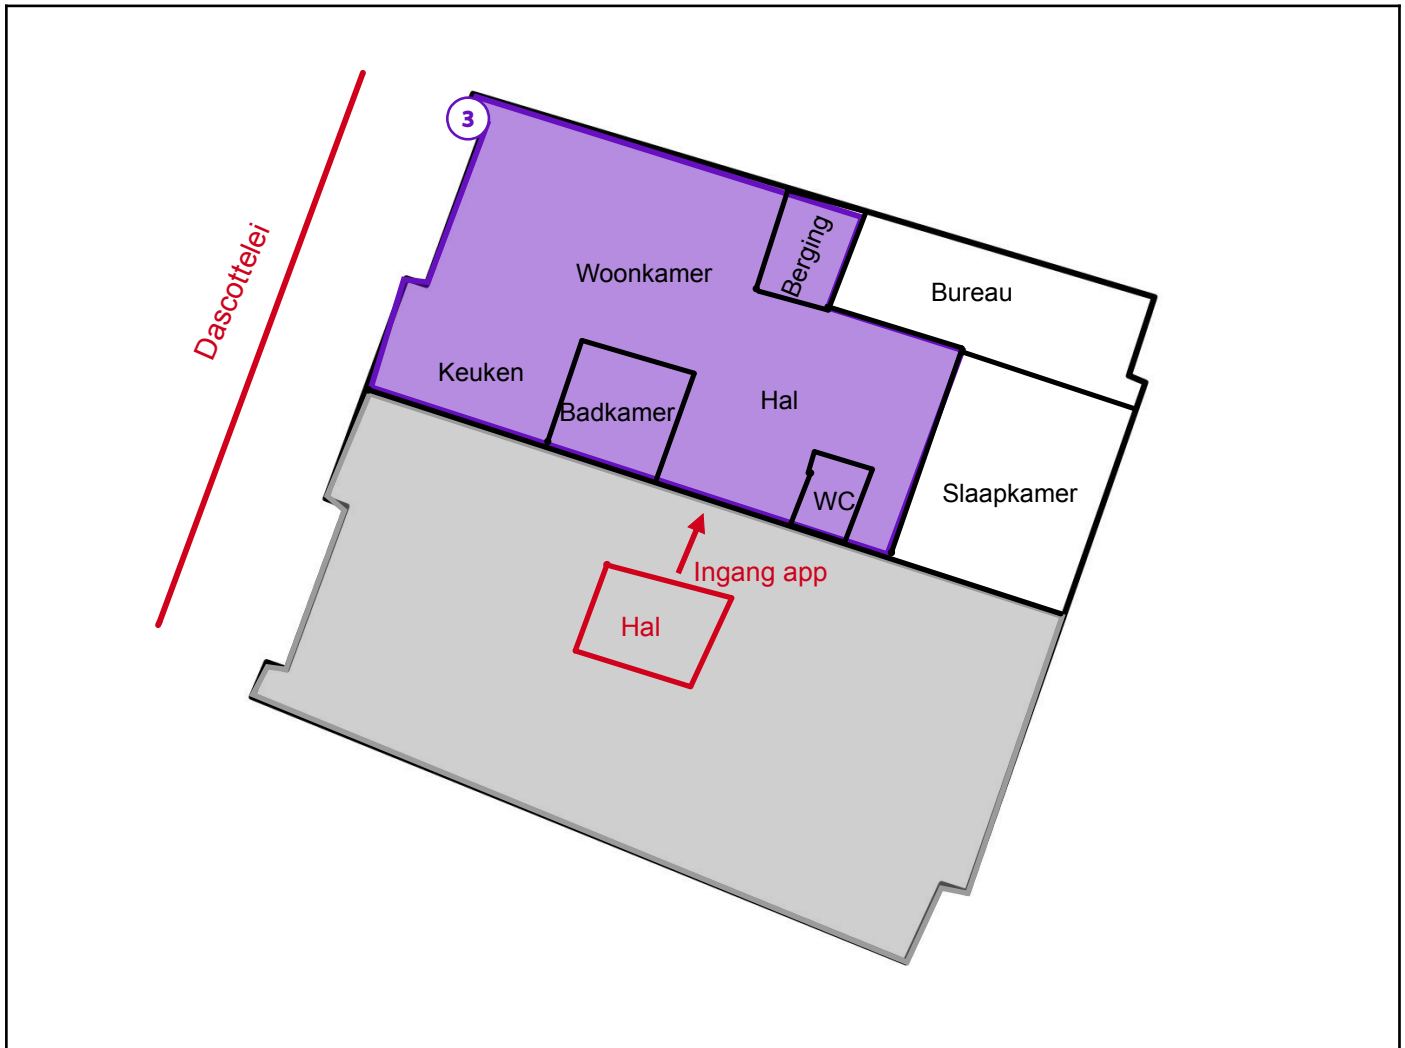 3
Dascottelei
Berging
Woonkamer
Bureau
Keuken
Badkamer
Hal
WC
Slaapkamer
Ingang app
Hal